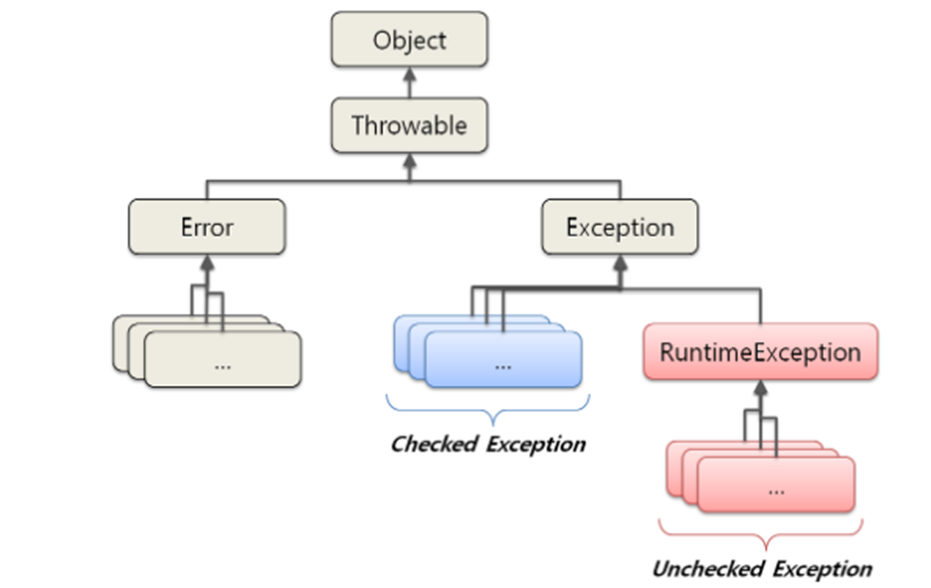 Object
Throwable
Error
Exception
...
...
RuntimeException
Checked Exception
...
Unchecked Exception